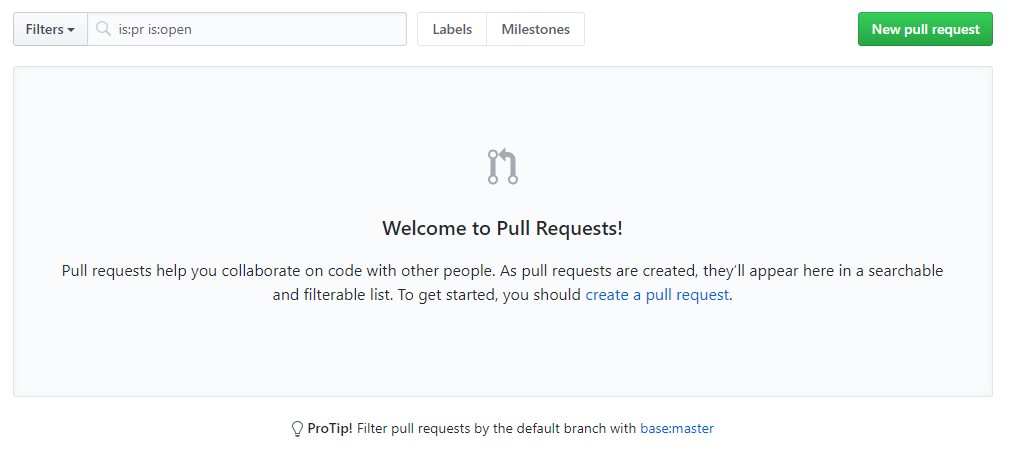 Filters
is:pr is:open
Labels
Milestones
New pull request
Welcome to Pull Requests!
Pull requests help you collaborate on code with other people. As pull requests are created, they’ll appear here in a searchable
and filterable list. To get started, you should create a pull request.
ProTip! Filter pull requests by the default branch with base:master